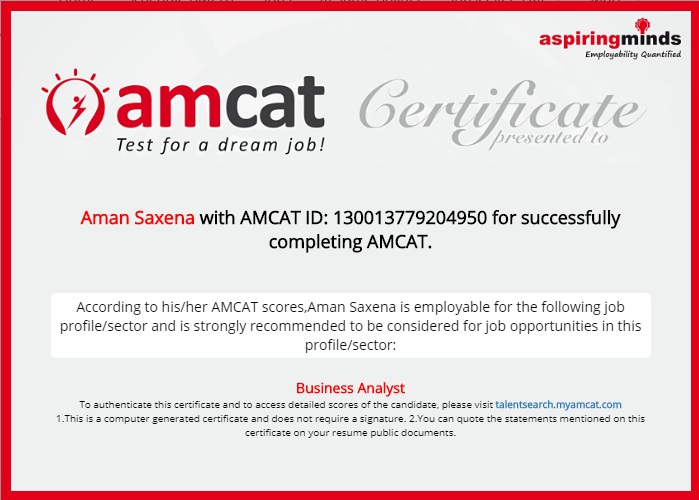 aspiringminds
Employability Quantified
amcat
Test for a dream job!
Certificate
presented to
Aman Saxena with AMCAT ID: 130013779204950 for successfully
completing AMCAT.
According to his/her AMCAT scores,Aman Saxena is employable for the following job
profile/sector and is strongly recommended to be considered for job opportunities in this
profile/sector:
Business Analyst
To authenticate this certificate and to access detailed scores of the candidate, please visit talentsearch.myamcat.com
1.This is a computer generated certificate and does not require a signature. 2.You can quote the statements mentioned on this
certificate on your resume public documents.